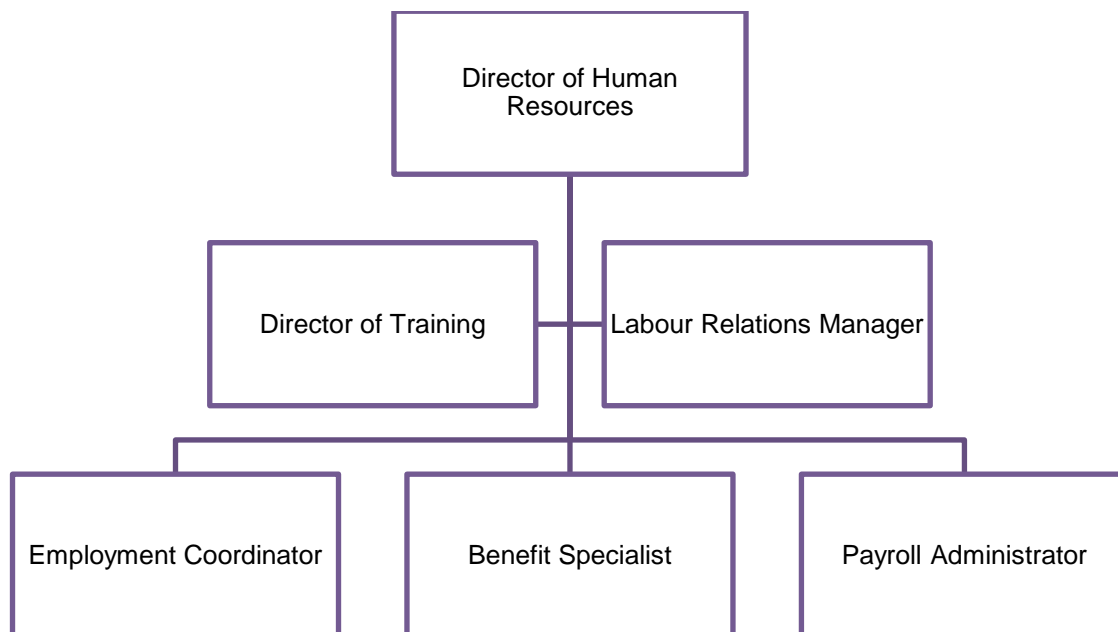 Director of Human
Resources
Director of Training
Labour Relations Manager
Employment Coordinator
Benefit Specialist
Payroll Administrator